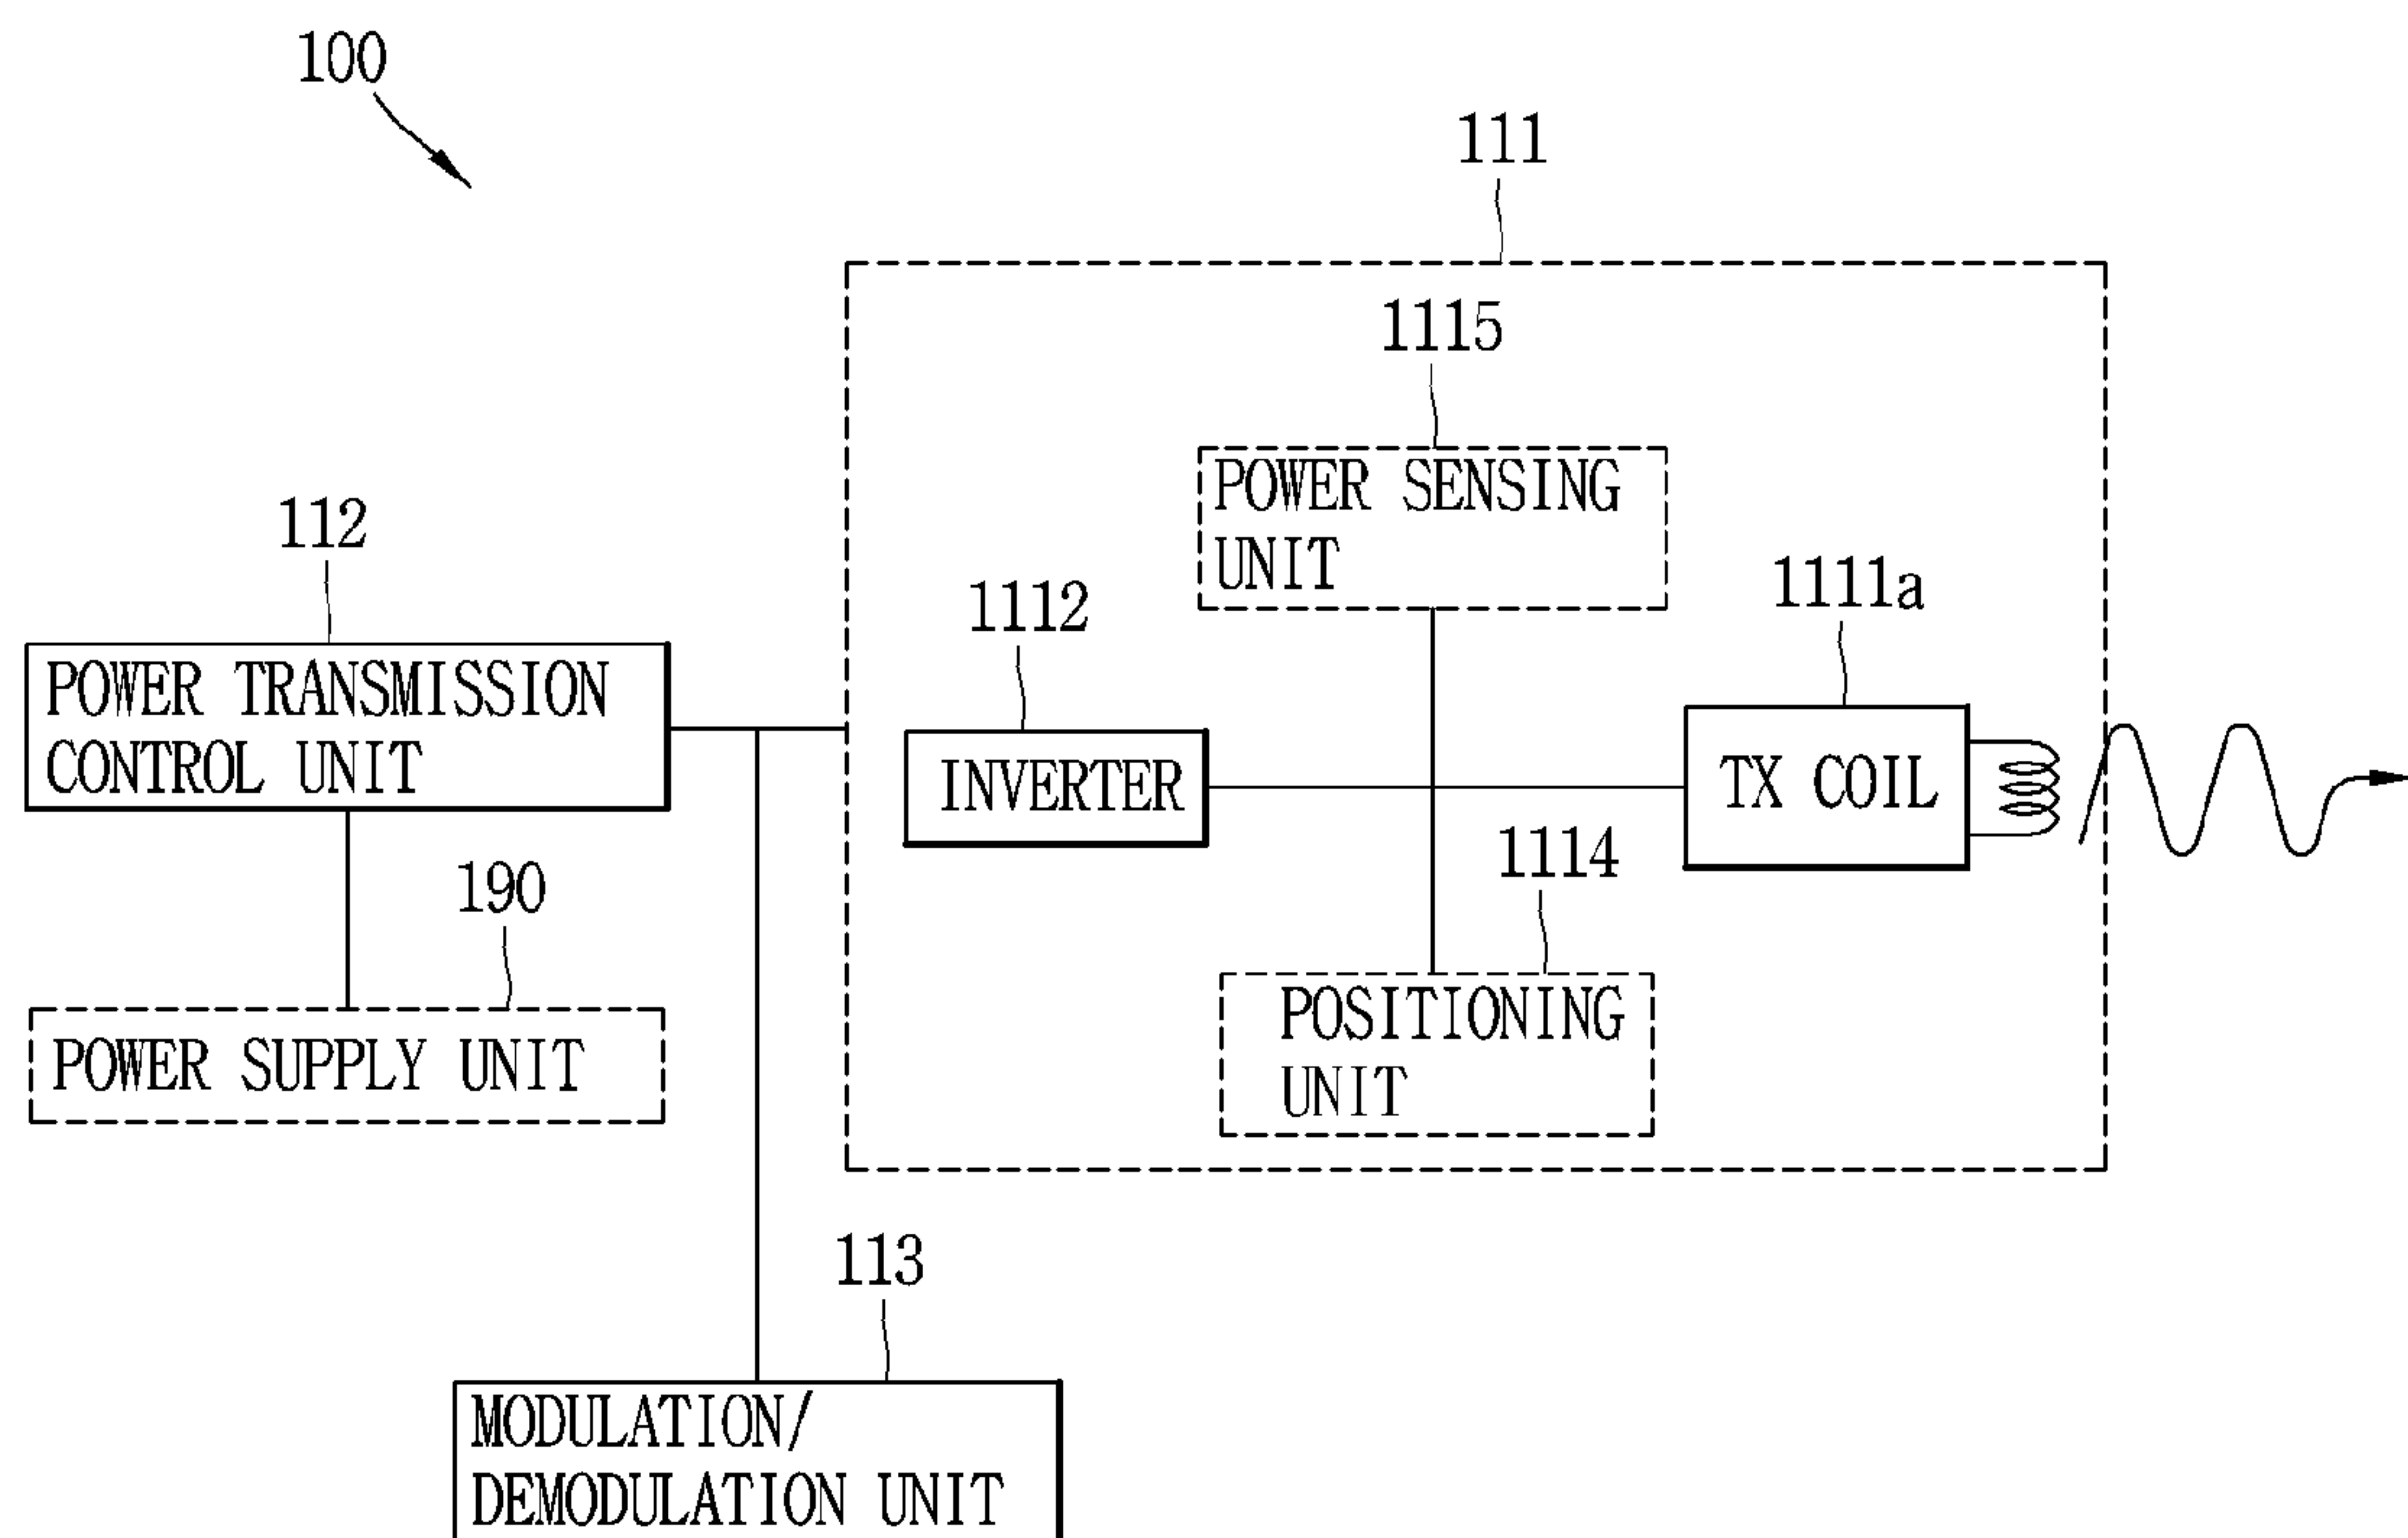 100
111
1115
POWER SENSING
UNIT
112
1112
1111a
POWER TRANSMISSION
CONTROL UNIT
INVERTER
TX COIL
190
1114
POWER SUPPLY UNIT
POSITIONING
UNIT
113
MODULATION/
DEMODULATION UNIT